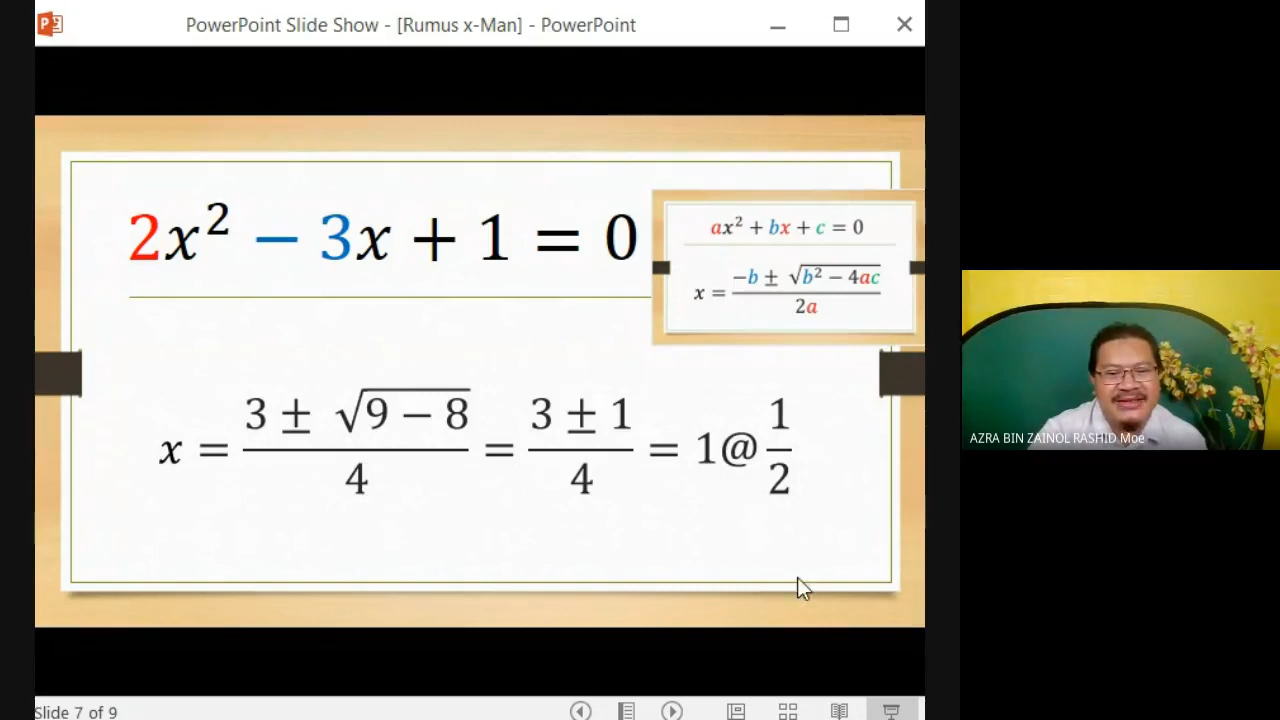 PowerPoint Slide Show - [Rumus x-Man] - PowerPoint
2x² − 3x + 1 = 0
ax² + bx + c = 0
x = (−b ± √(b² − 4ac)) / 2a
x = (3 ± √(9 − 8)) / 4 = (3 ± 1) / 4 = 1@ 1/2
AZRA BIN ZAINOL RASHID Moe
Slide 7 of 9